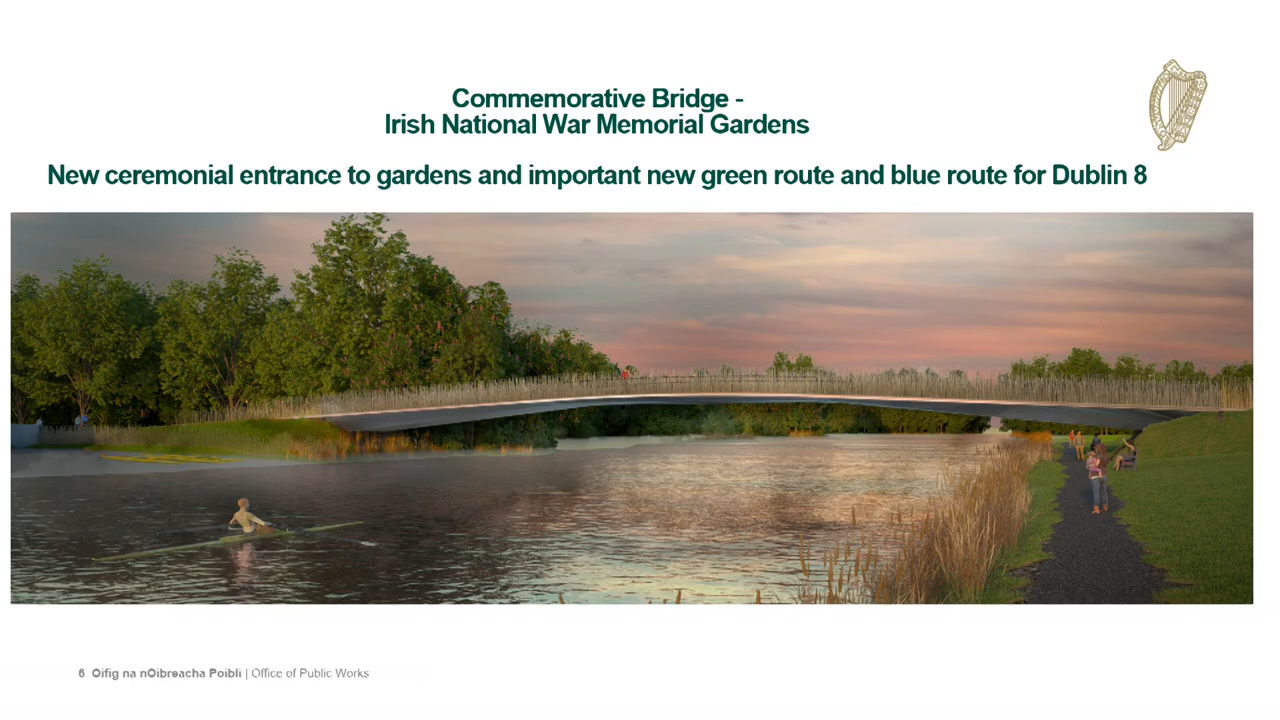 Commemorative Bridge -
Irish National War Memorial Gardens
New ceremonial entrance to gardens and important new green route and blue route for Dublin 8
6 Oifig na nOibreacha Poiblí | Office of Public Works